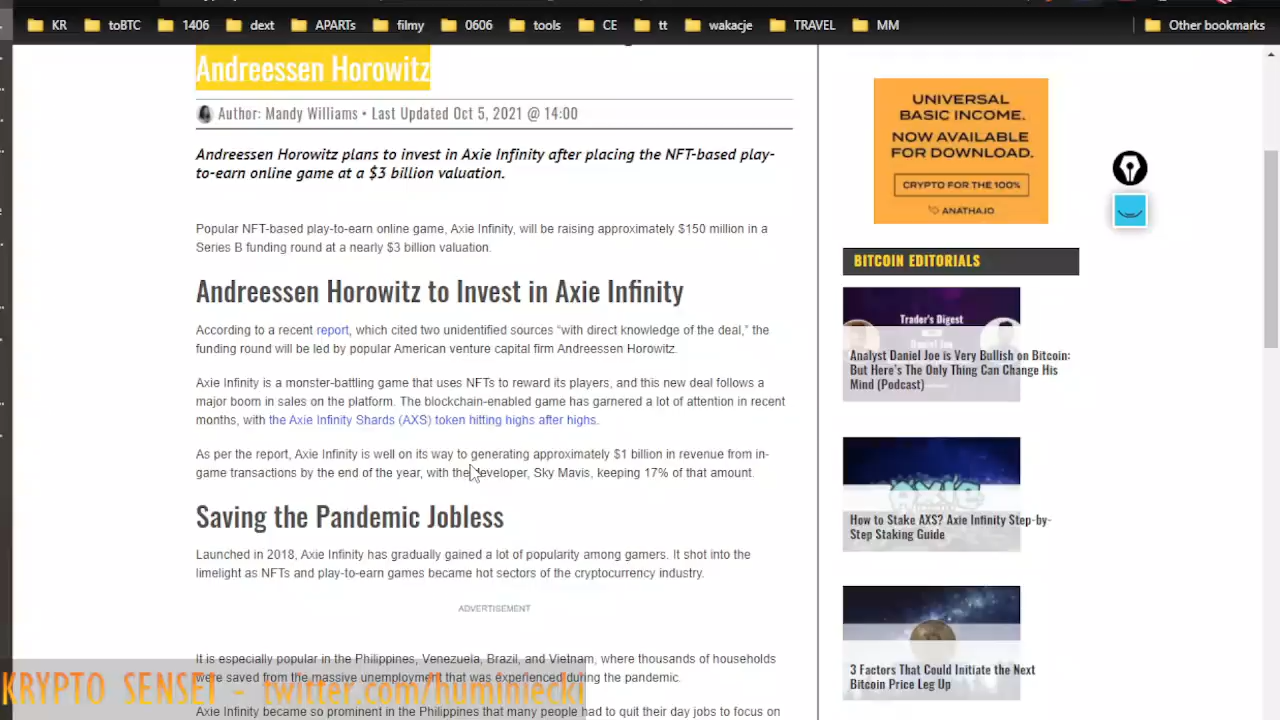 KR toBTC 1406 dext APARTs filmy 0606 tools CE tt wakacje TRAVEL MM Other bookmarks
Andreessen Horowitz
Author: Mandy Williams • Last Updated Oct 5, 2021 @ 14:00
Andreessen Horowitz plans to invest in Axie Infinity after placing the NFT-based play-
to-earn online game at a $3 billion valuation.
Popular NFT-based play-to-earn online game, Axie Infinity, will be raising approximately $150 million in a
Series B funding round at a nearly $3 billion valuation.
Andreessen Horowitz to Invest in Axie Infinity
According to a recent report, which cited two unidentified sources “with direct knowledge of the deal,” the
funding round will be led by popular American venture capital firm Andreessen Horowitz.
Axie Infinity is a monster-battling game that uses NFTs to reward its players, and this new deal follows a
major boom in sales on the platform. The blockchain-enabled game has garnered a lot of attention in recent
months, with the Axie Infinity Shards (AXS) token hitting highs after highs.
As per the report, Axie Infinity is well on its way to generating approximately $1 billion in revenue from in-
game transactions by the end of the year, with the developer, Sky Mavis, keeping 17% of that amount.
Saving the Pandemic Jobless
Launched in 2018, Axie Infinity has gradually gained a lot of popularity among gamers. It shot into the
limelight as NFTs and play-to-earn games became hot sectors of the cryptocurrency industry.
ADVERTISEMENT
It is especially popular in the Philippines, Venezuela, Brazil, and Vietnam, where thousands of households
were saved from the massive unemployment that was experienced during the pandemic.
Axie Infinity became so prominent in the Philippines that many people had to quit their day jobs to focus on
KRYPTO SENSEI - twitter.com/huminiecki
UNIVERSAL
BASIC INCOME.
NOW AVAILABLE
FOR DOWNLOAD.
CRYPTO FOR THE 100%
ANATHA.IO
BITCOIN EDITORIALS
Trader's Digest
Daniel Joe
Analyst Daniel Joe is Very Bullish on Bitcoin:
But Here's The Only Thing Can Change His
Mind (Podcast)
AXIE
How to Stake AXS? Axie Infinity Step-by-
Step Staking Guide
3 Factors That Could Initiate the Next
Bitcoin Price Leg Up